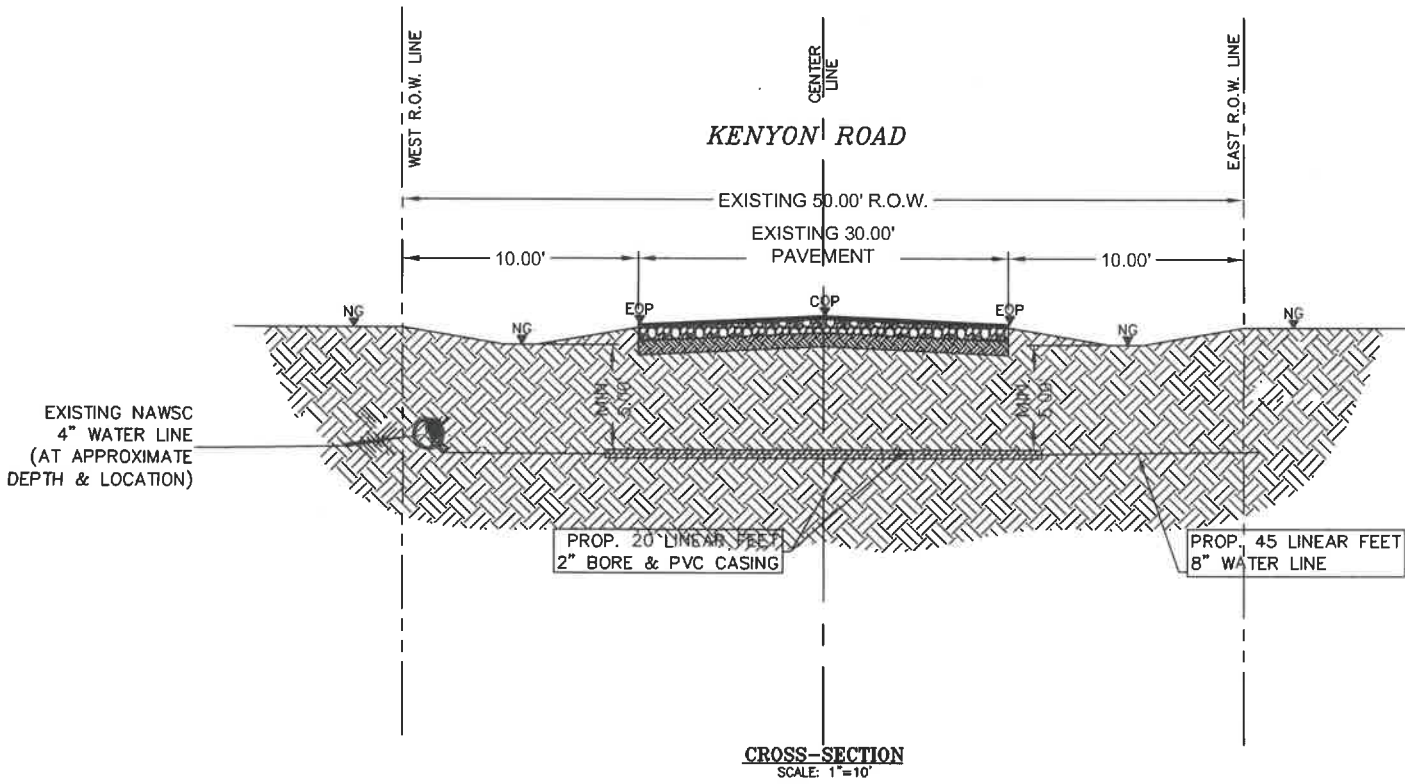 WEST R.O.W. LINE
CENTER
LINE
EAST R.O.W. LINE
KENYON ROAD
EXISTING 50.00' R.O.W.
EXISTING 30.00'
PAVEMENT
10.00'
10.00'
NG
NG
EOP
COP
EOP
NG
NG
MIN.
5.00'
MIN.
5.00'
EXISTING NAWSC
4" WATER LINE
(AT APPROXIMATE
DEPTH & LOCATION)
PROP. 20 LINEAR FEET
2" BORE & PVC CASING
PROP. 45 LINEAR FEET
8" WATER LINE
CROSS-SECTION
SCALE: 1"=10'